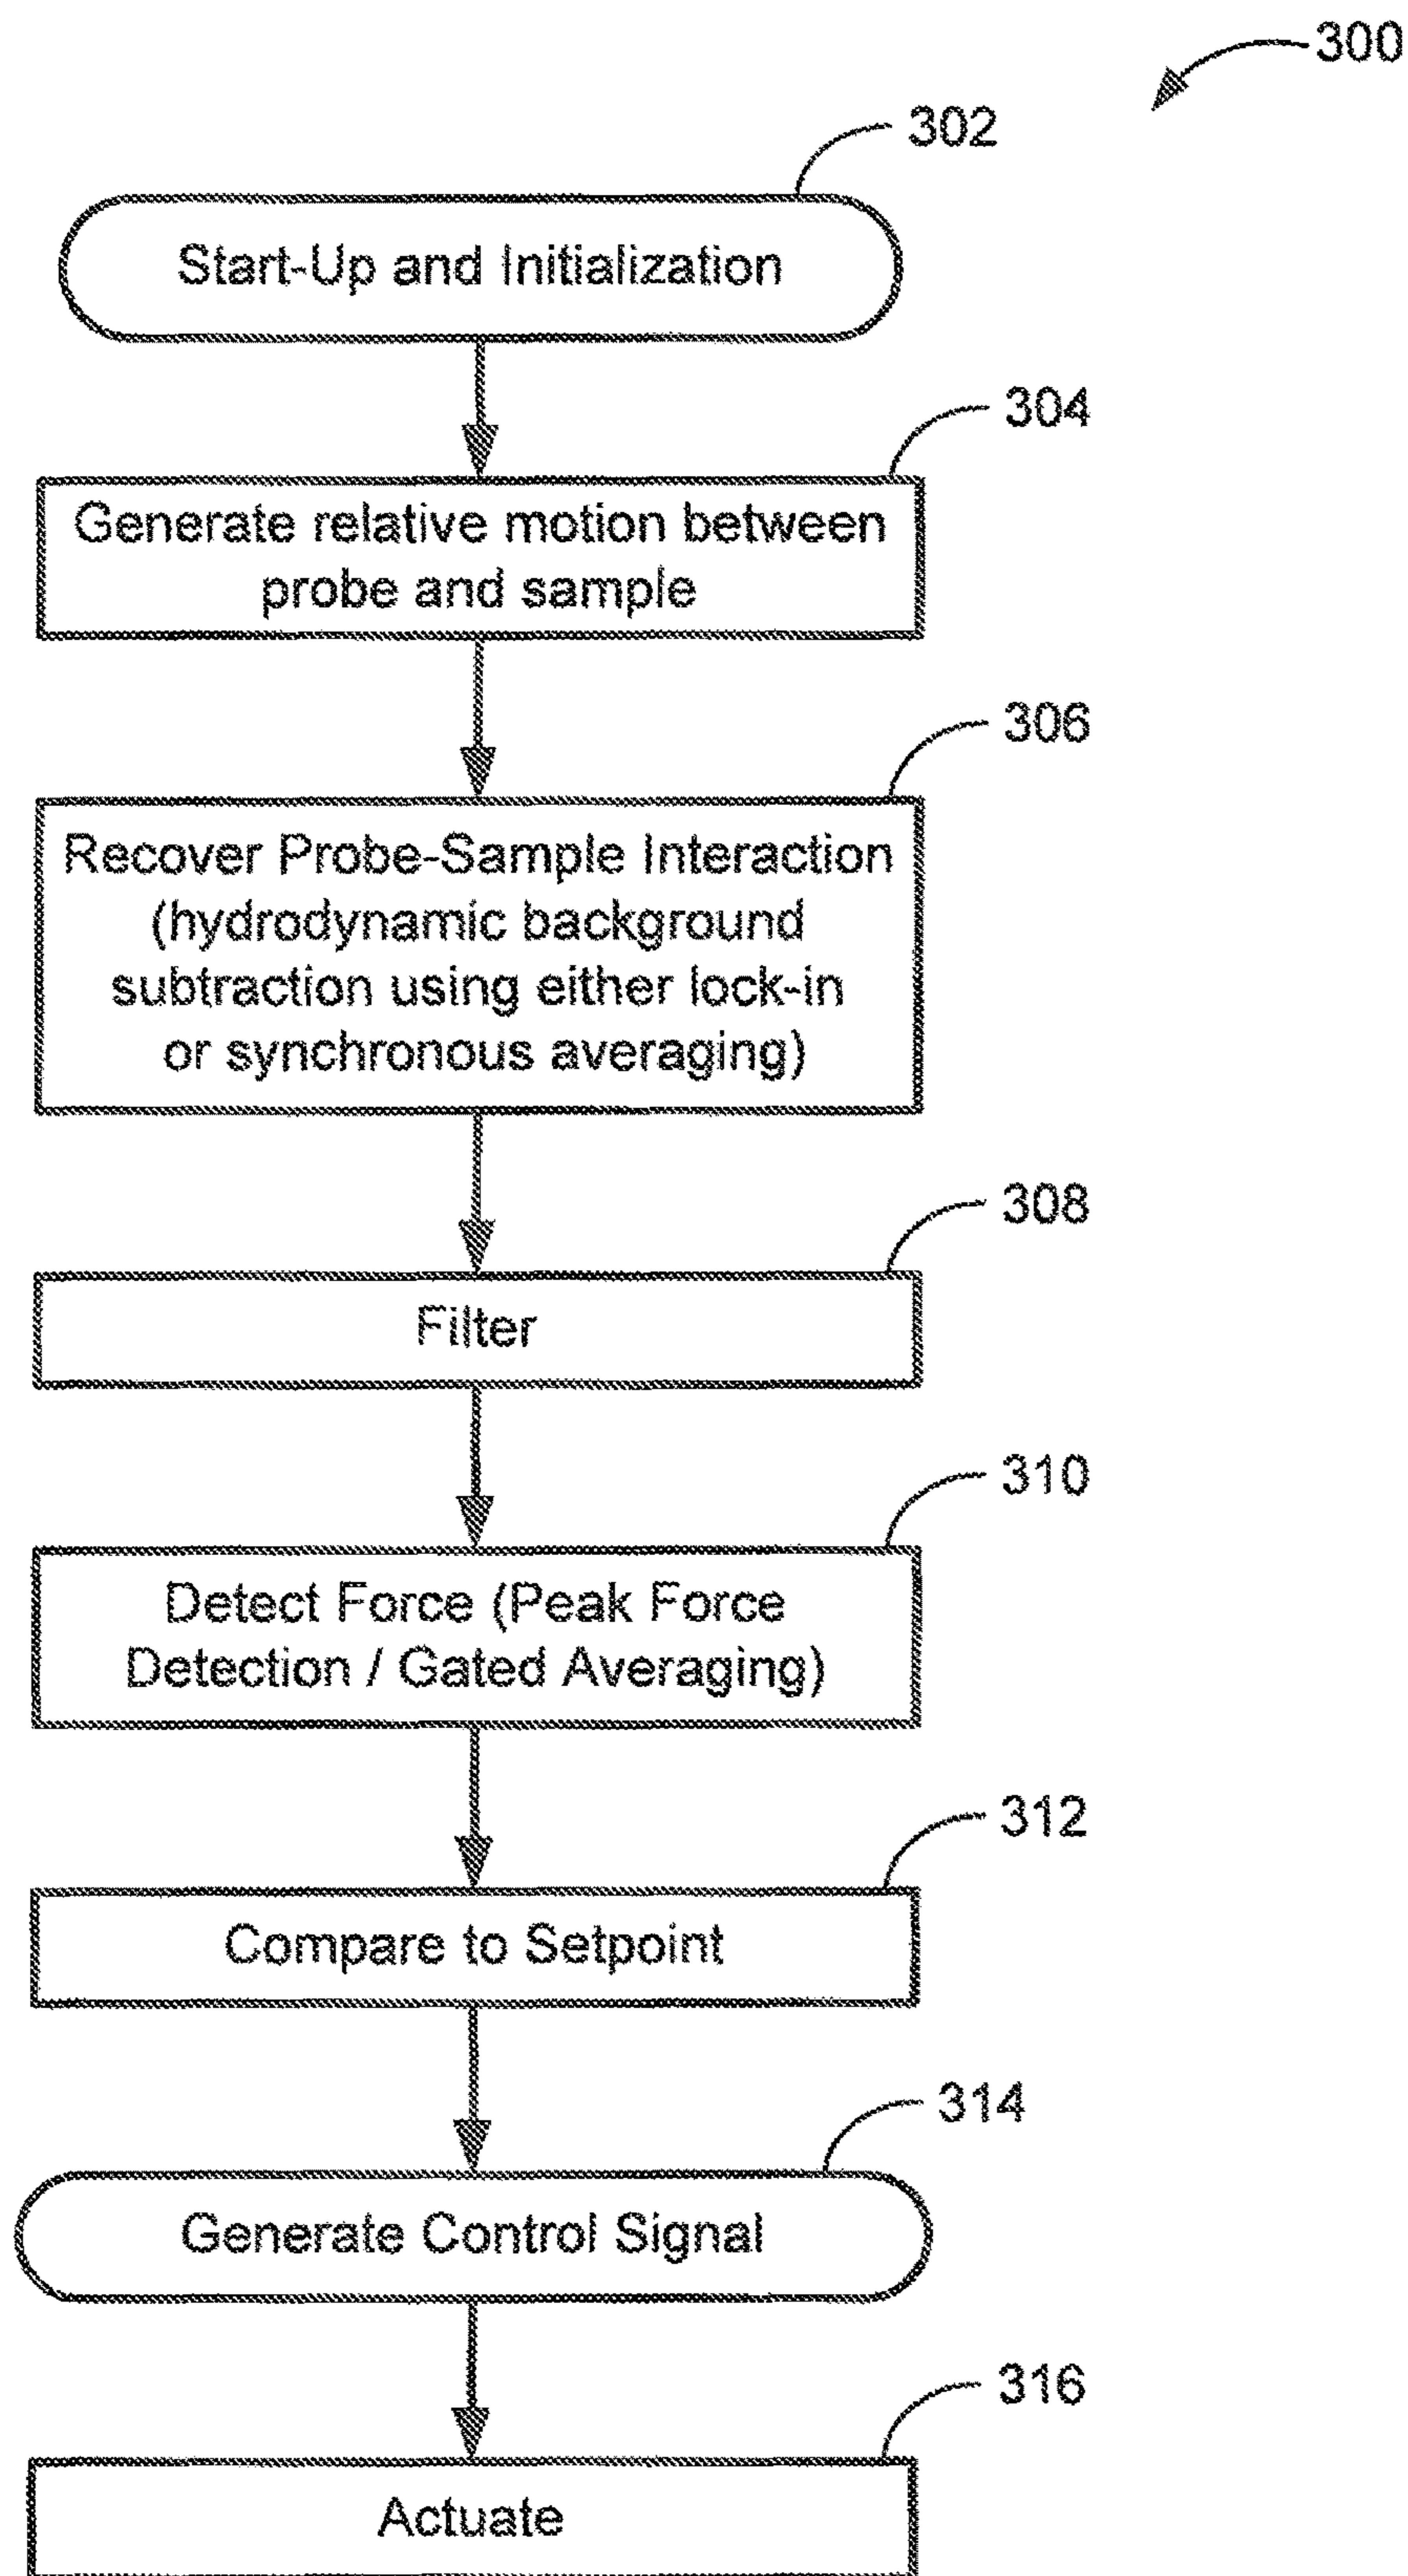 300
302
Start-Up and Initialization
304
Generate relative motion between
probe and sample
306
Recover Probe-Sample Interaction
(hydrodynamic background
subtraction using either lock-in
or synchronous averaging)
308
Filter
310
Detect Force (Peak Force
Detection / Gated Averaging)
312
Compare to Setpoint
314
Generate Control Signal
316
Actuate